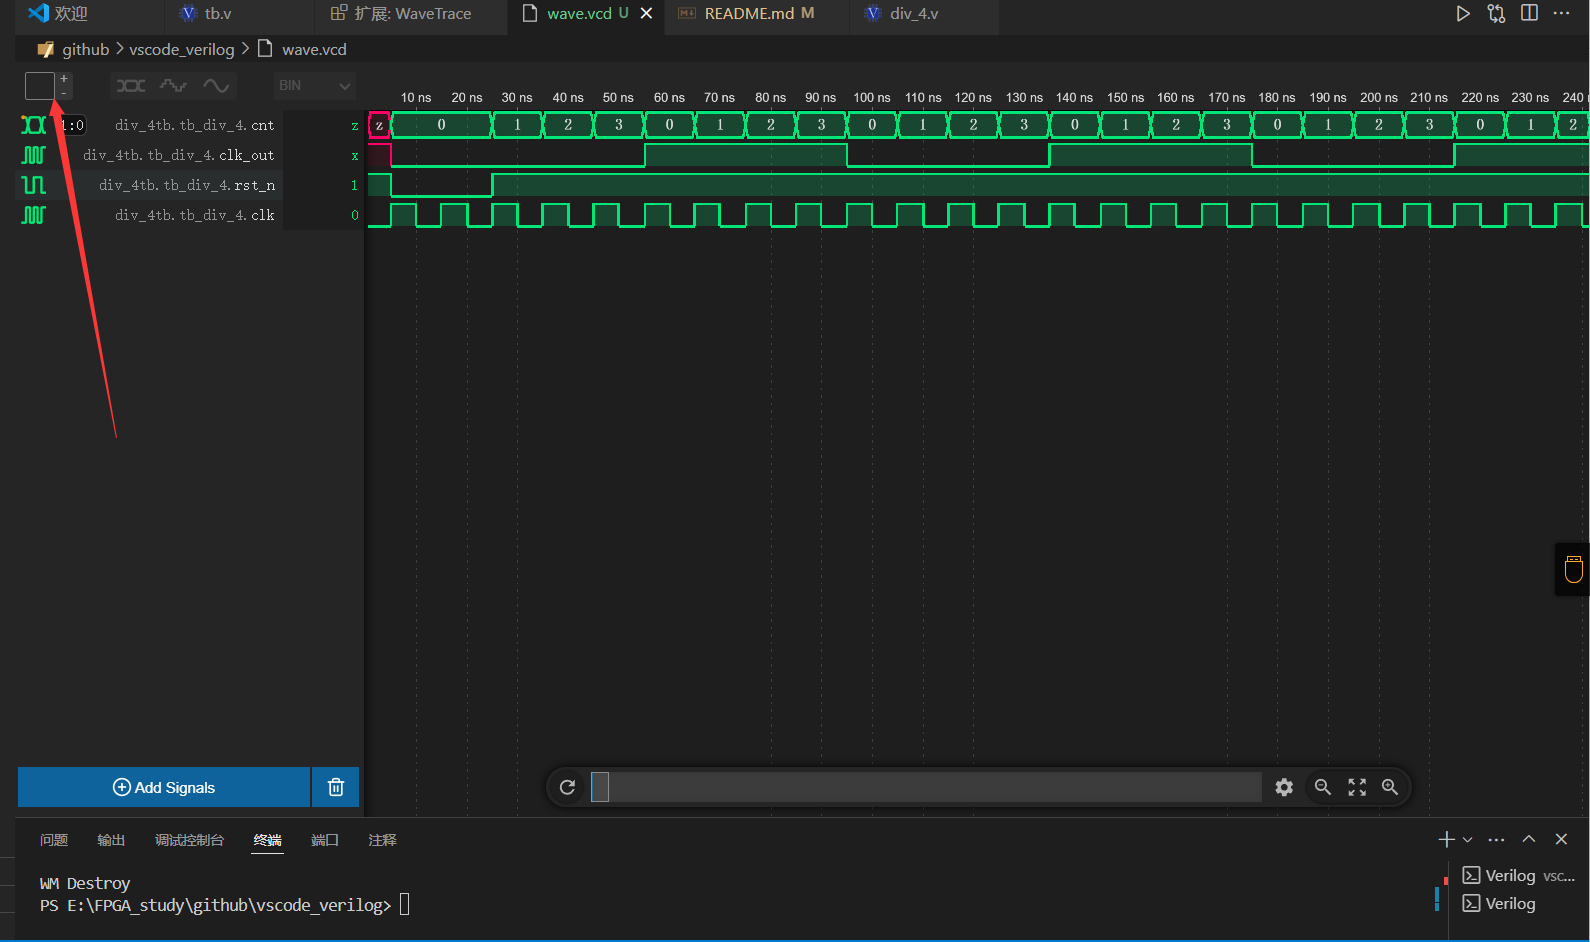 欢迎 tb.v 扩展: WaveTrace wave.vcd U README.md M div_4.v
github > vscode_verilog > wave.vcd
+
-
BIN
10 ns 20 ns 30 ns 40 ns 50 ns 60 ns 70 ns 80 ns 90 ns 100 ns 110 ns 120 ns 130 ns 140 ns 150 ns 160 ns 170 ns 180 ns 190 ns 200 ns 210 ns 220 ns 230 ns 240
1:0 div_4tb.tb_div_4.cnt z z 0 1 2 3 0 1 2 3 0 1 2 3 0 1 2 3 0 1 2 3 0 1 2
div_4tb.tb_div_4.clk_out x
div_4tb.tb_div_4.rst_n 1
div_4tb.tb_div_4.clk 0
Add Signals
问题 输出 调试控制台 终端 端口 注释
WM Destroy
PS E:\FPGA_study\github\vscode_verilog>
Verilog vsc...
Verilog